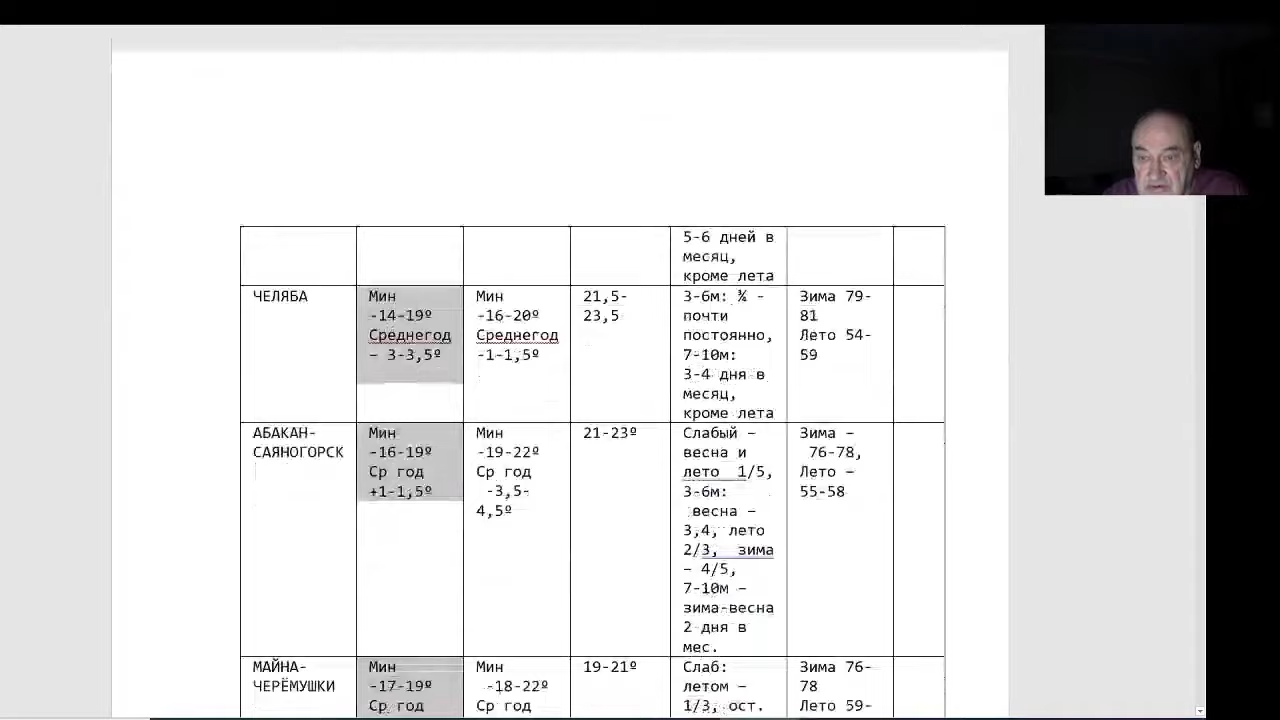 5-6 дней в
месяц,
кроме лета
ЧЕЛЯБА
Мин
-14-19º
Среднегод
– 3-3,5º
Мин
-16-20º
Среднегод
-1-1,5º
21,5-
23,5
3-6м: ¾ -
почти
постоянно,
7-10м:
3-4 дня в
месяц,
кроме лета
Зима 79-
81
Лето 54-
59
АБАКАН-
САЯНОГОРСК
Мин
-16-19º
Ср год
+1-1,5º
Мин
-19-22º
Ср год
-3,5-
4,5º
21-23º
Слабый –
весна и
лето 1/5,
3-6м:
весна –
3,4, лето
2/3, зима
– 4/5,
7-10м –
зима-весна
2 дня в
мес.
Зима –
76-78,
Лето –
55-58
МАЙНА-
ЧЕРЁМУШКИ
Мин
-17-19º
Ср год
Мин
-18-22º
Ср год
19-21º
Слаб:
летом –
1/3, ост.
Зима 76-
78
Лето 59-